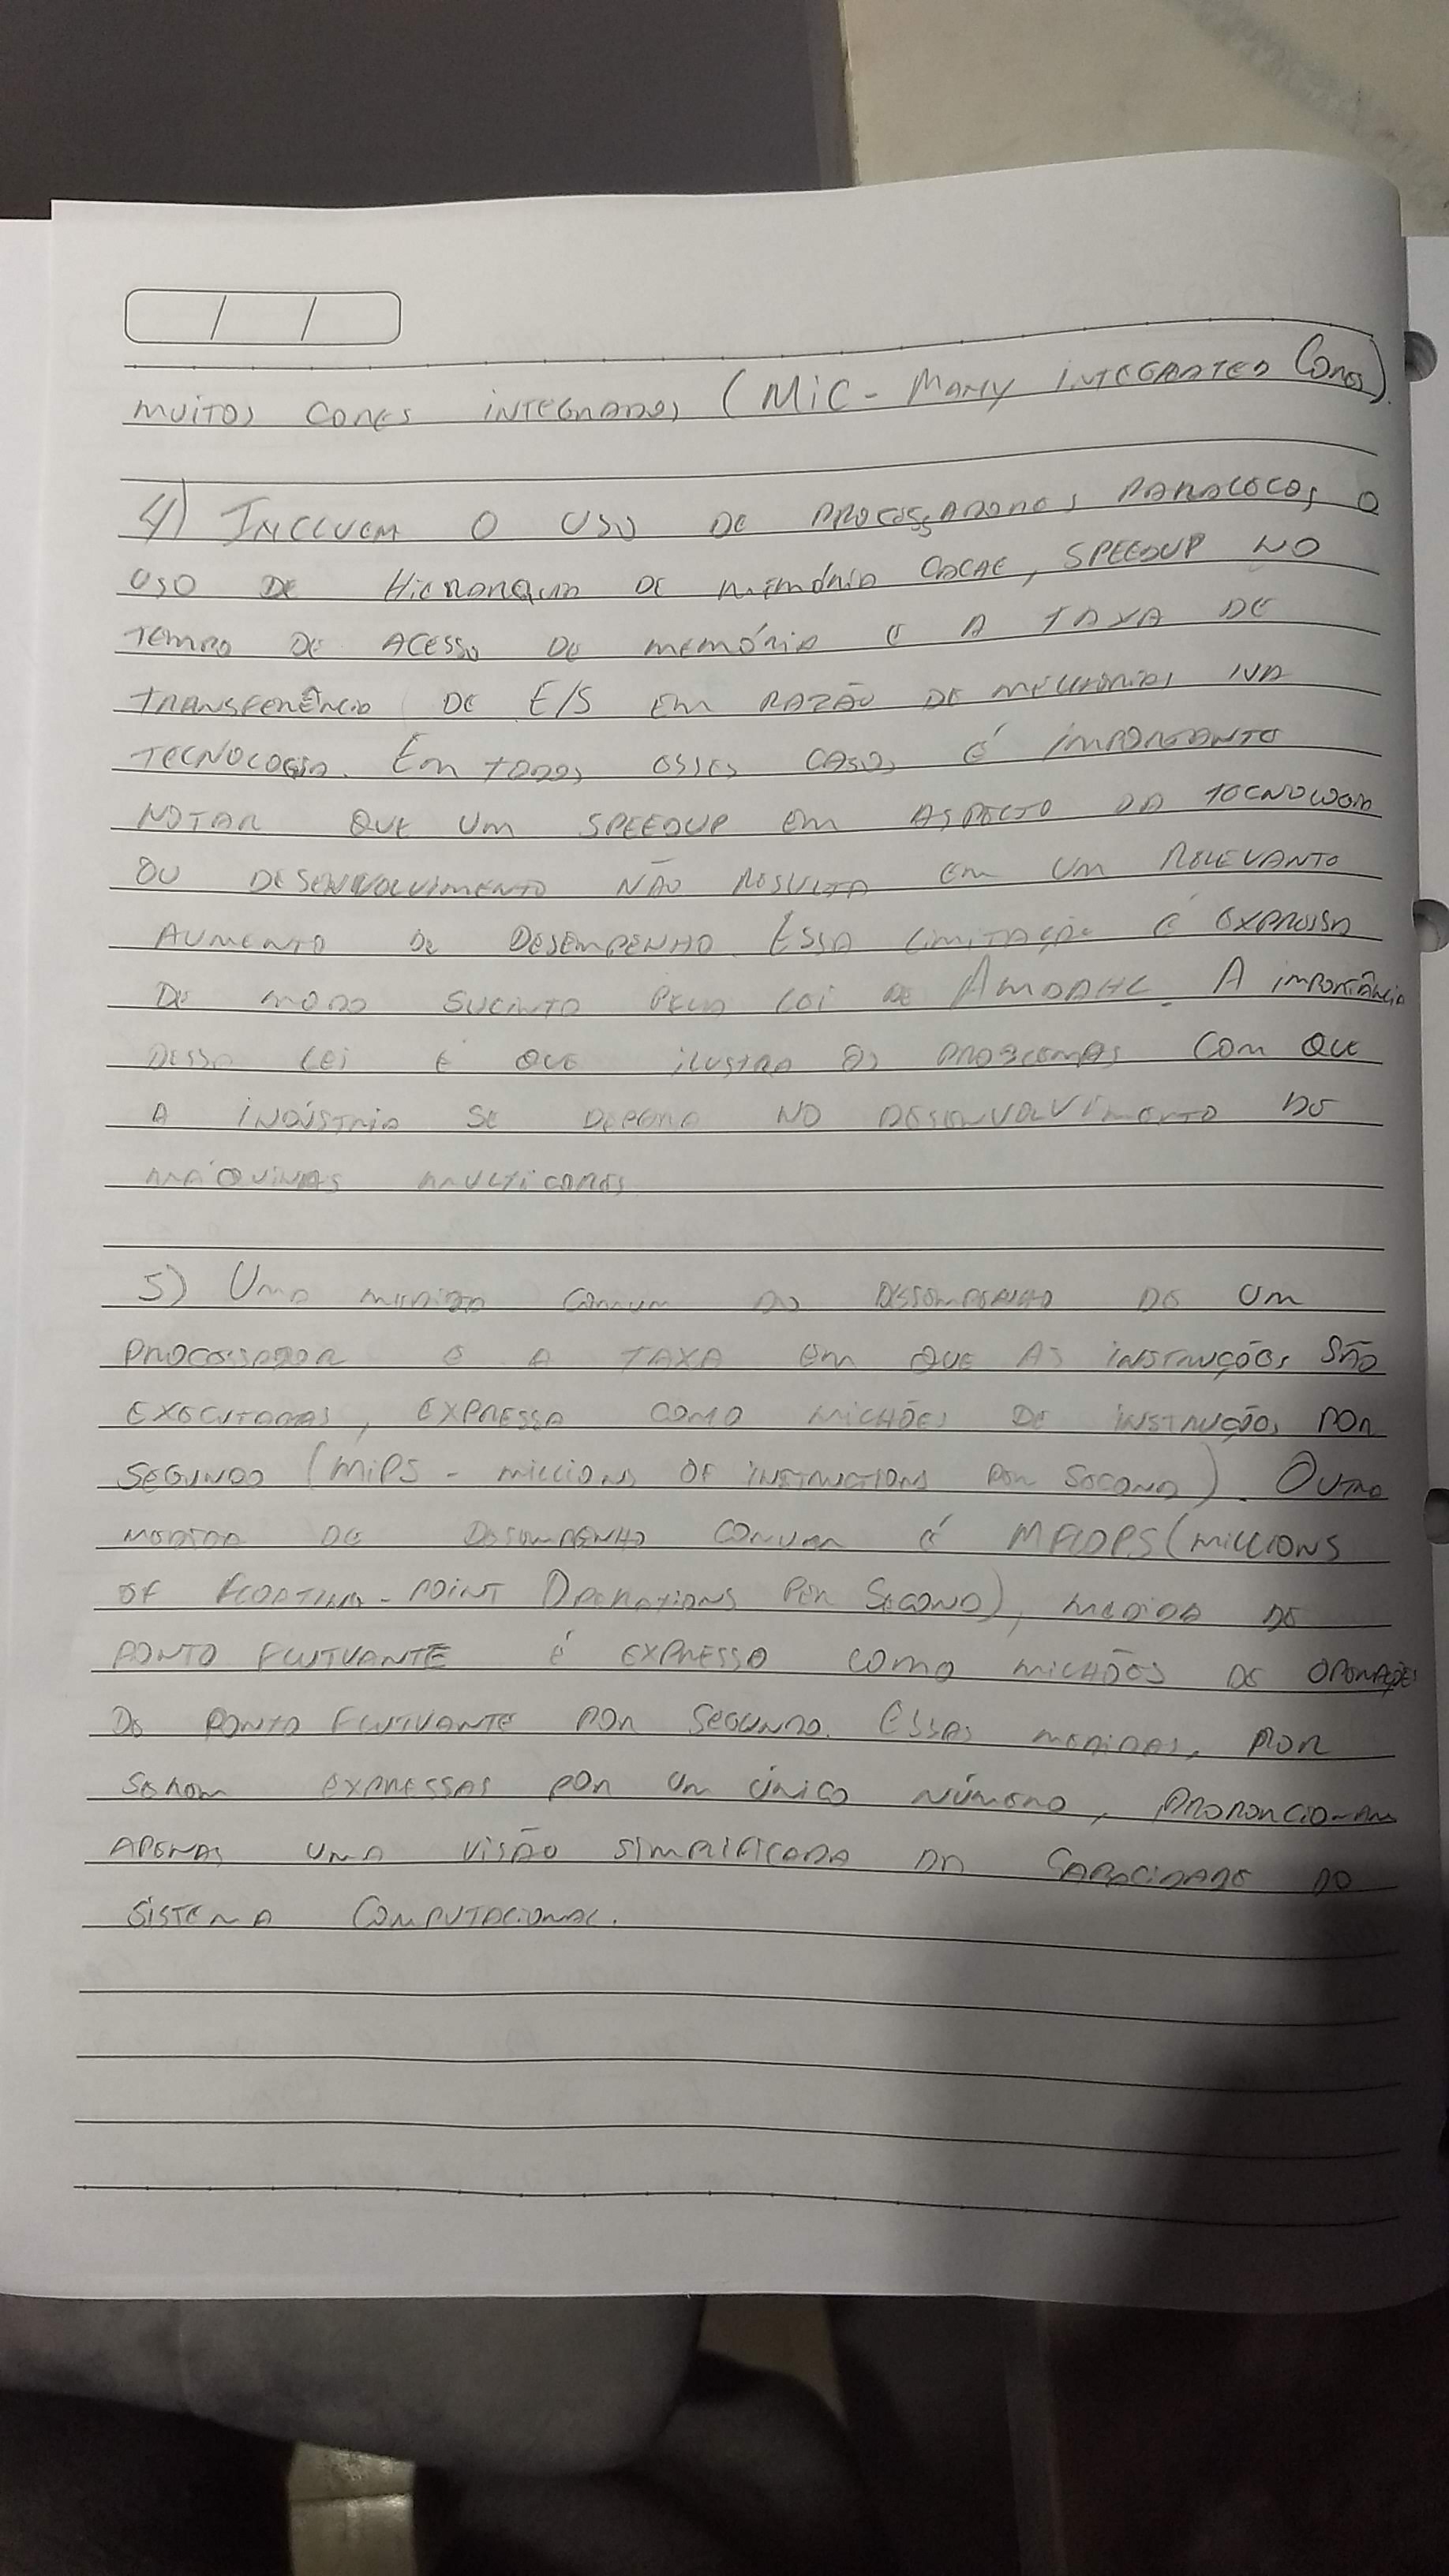 MUITOS CORES INTEGRADOS (MIC - MANY INTEGRATED CORES).
4) INCLUEM O USO DE PROCESSADORES PARALELOS, O
USO DE HIERARQUIA DE MEMÓRIA CACHE, SPEEDUP NO
TEMPO DE ACESSO DE MEMÓRIA E A TAXA DE
TRANSFERÊNCIA DE E/S EM RAZÃO DE MELHORIAS NA
TECNOLOGIA. EM TODOS ESSES CASOS É IMPORTANTE
NOTAR QUE UM SPEEDUP EM ASPECTO DA TECNOLOGIA
OU DESENVOLVIMENTO NÃO RESULTA EM UM RELEVANTE
AUMENTO DE DESEMPENHO. ESSA LIMITAÇÃO É EXPRESSA
DE MODO SUCINTO PELA LEI DE AMDAHL. A IMPORTÂNCIA
DESSA LEI É QUE ILUSTRA OS PROBLEMAS COM QUE
A INDÚSTRIA SE DEPARA NO DESENVOLVIMENTO DE
MÁQUINAS MULTICORES
5) UMA MEDIDA COMUM DO DESEMPENHO DE UM
PROCESSADOR É A TAXA EM QUE AS INSTRUÇÕES SÃO
EXECUTADAS, EXPRESSA COMO MILHÕES DE INSTRUÇÕES POR
SEGUNDO (MIPS - MILLIONS OF INSTRUCTIONS PER SECOND). OUTRA
MEDIDA DE DESEMPENHO COMUM É MFLOPS (MILLIONS
OF FLOATING-POINT OPERATIONS PER SECOND), MEDIDA DE
PONTO FLUTUANTE É EXPRESSO COMO MILHÕES DE OPERAÇÕES
DE PONTO FLUTUANTE POR SEGUNDO. ESSAS MEDIDAS, POR
SEREM EXPRESSAS POR UM ÚNICO NÚMERO, PROPORCIONAM
APENAS UMA VISÃO SIMPLIFICADA DA CAPACIDADE DO
SISTEMA COMPUTACIONAL.